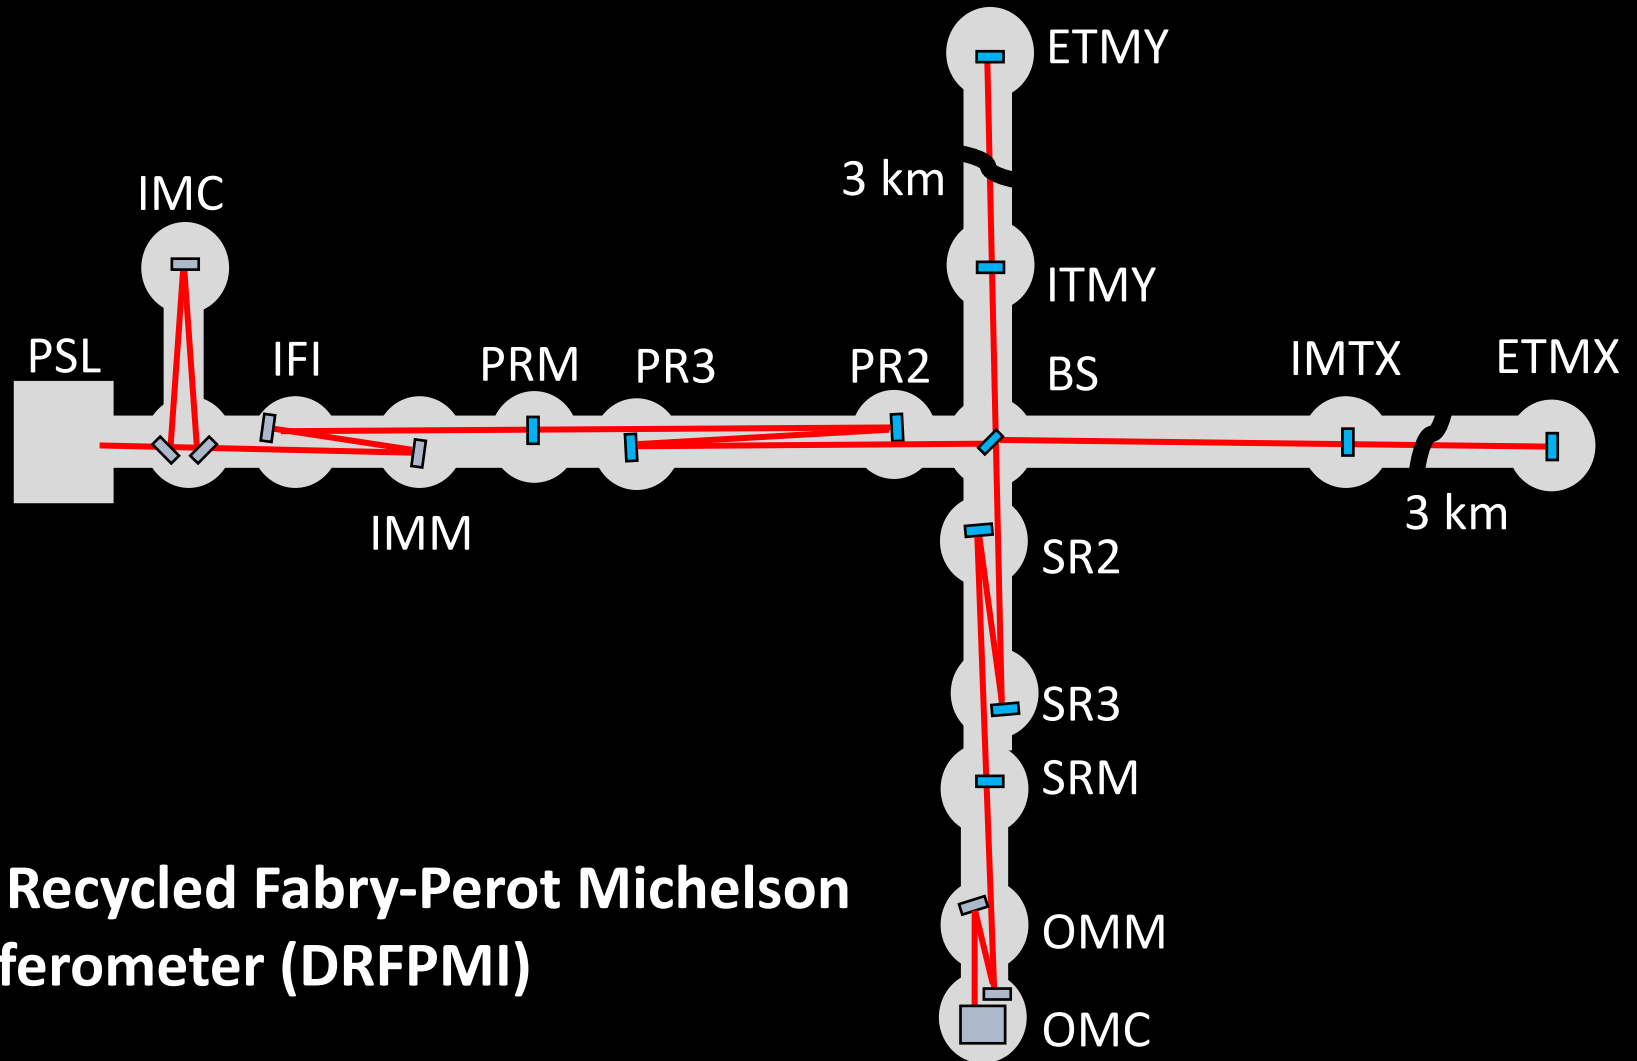 ETMY
3 km
IMC
ITMY
PSL
IFI
PRM
PR3
PR2
BS
IMTX
ETMX
3 km
IMM
SR2
SR3
SRM
Recycled Fabry-Perot Michelson
ferometer (DRFPMI)
OMM
OMC